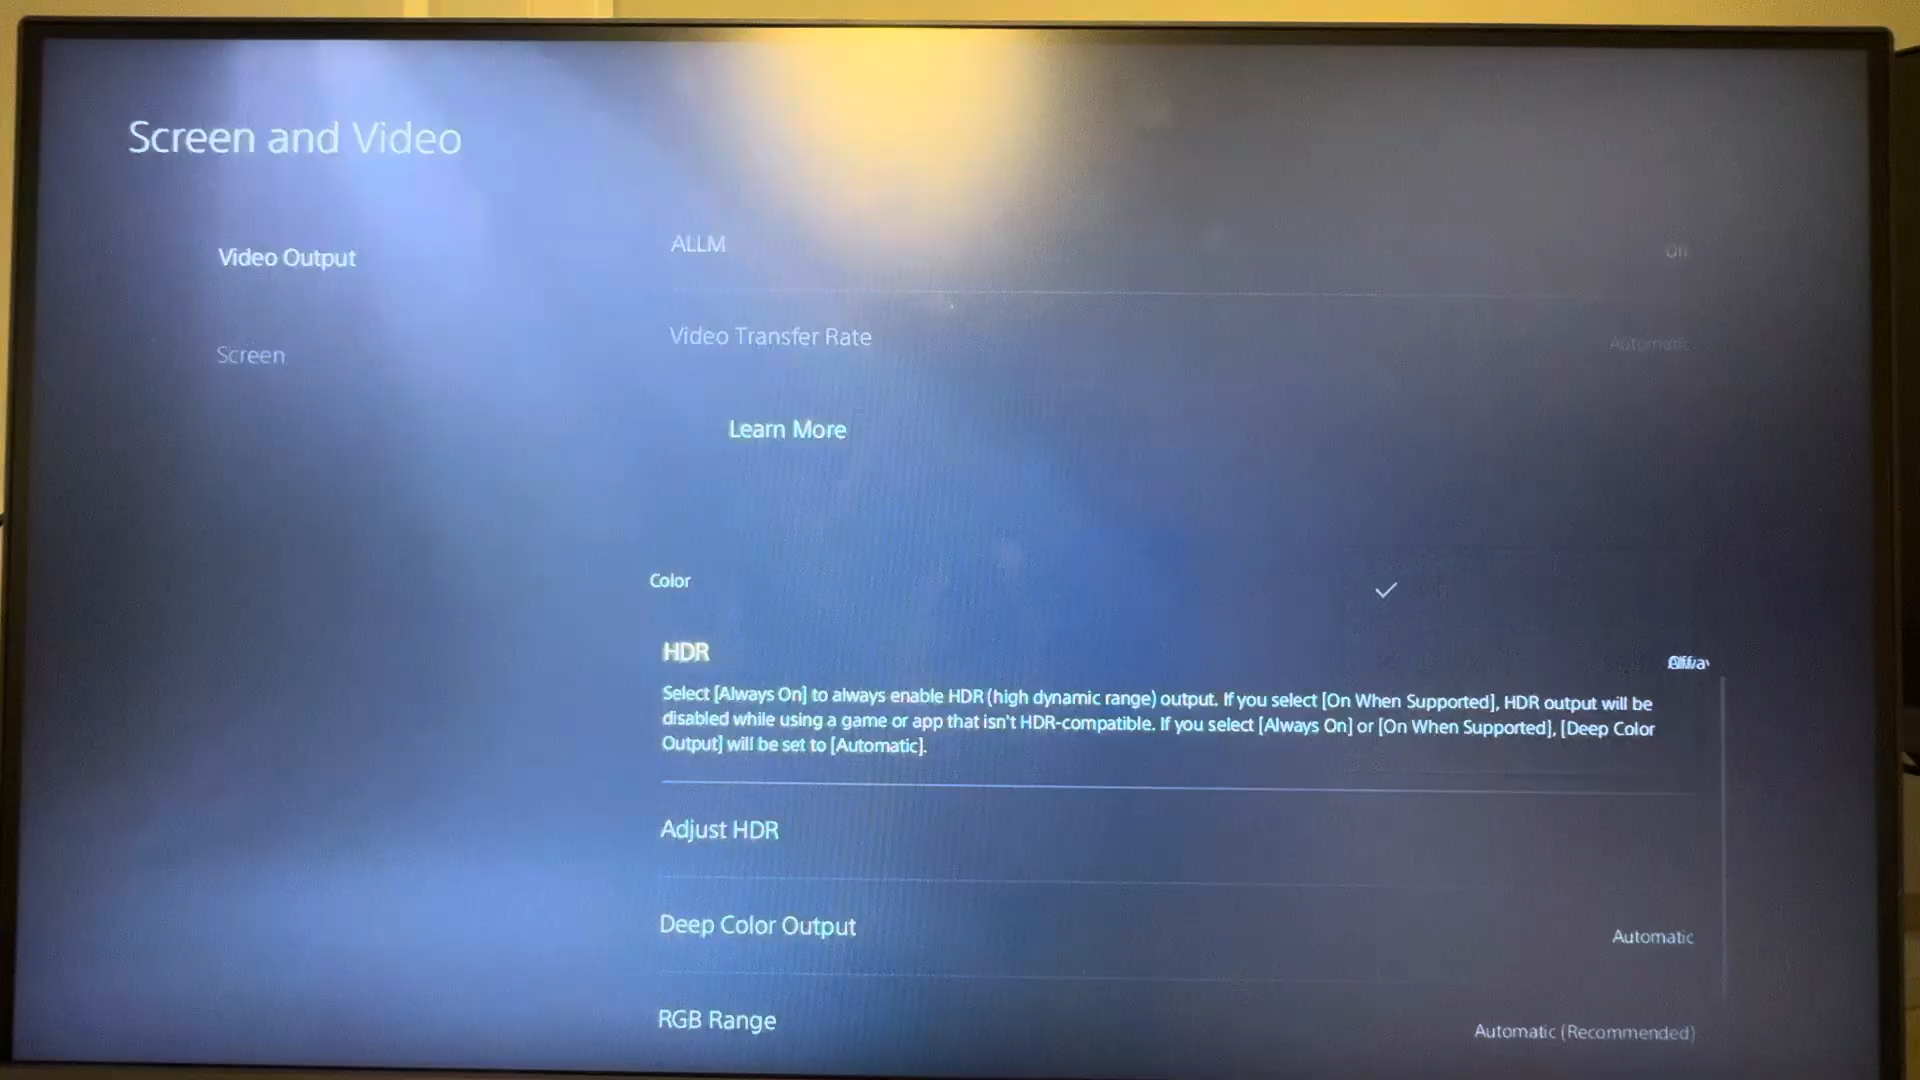 Screen and Video
Video Output
Screen
ALLM
Off
Video Transfer Rate
Automatic
Learn More
Color
HDR
Select [Always On] to always enable HDR (high dynamic range) output. If you select [On When Supported], HDR output will be
disabled while using a game or app that isn't HDR-compatible. If you select [Always On] or [On When Supported], [Deep Color
Output] will be set to [Automatic].
Adjust HDR
Deep Color Output
Automatic
RGB Range
Automatic (Recommended)